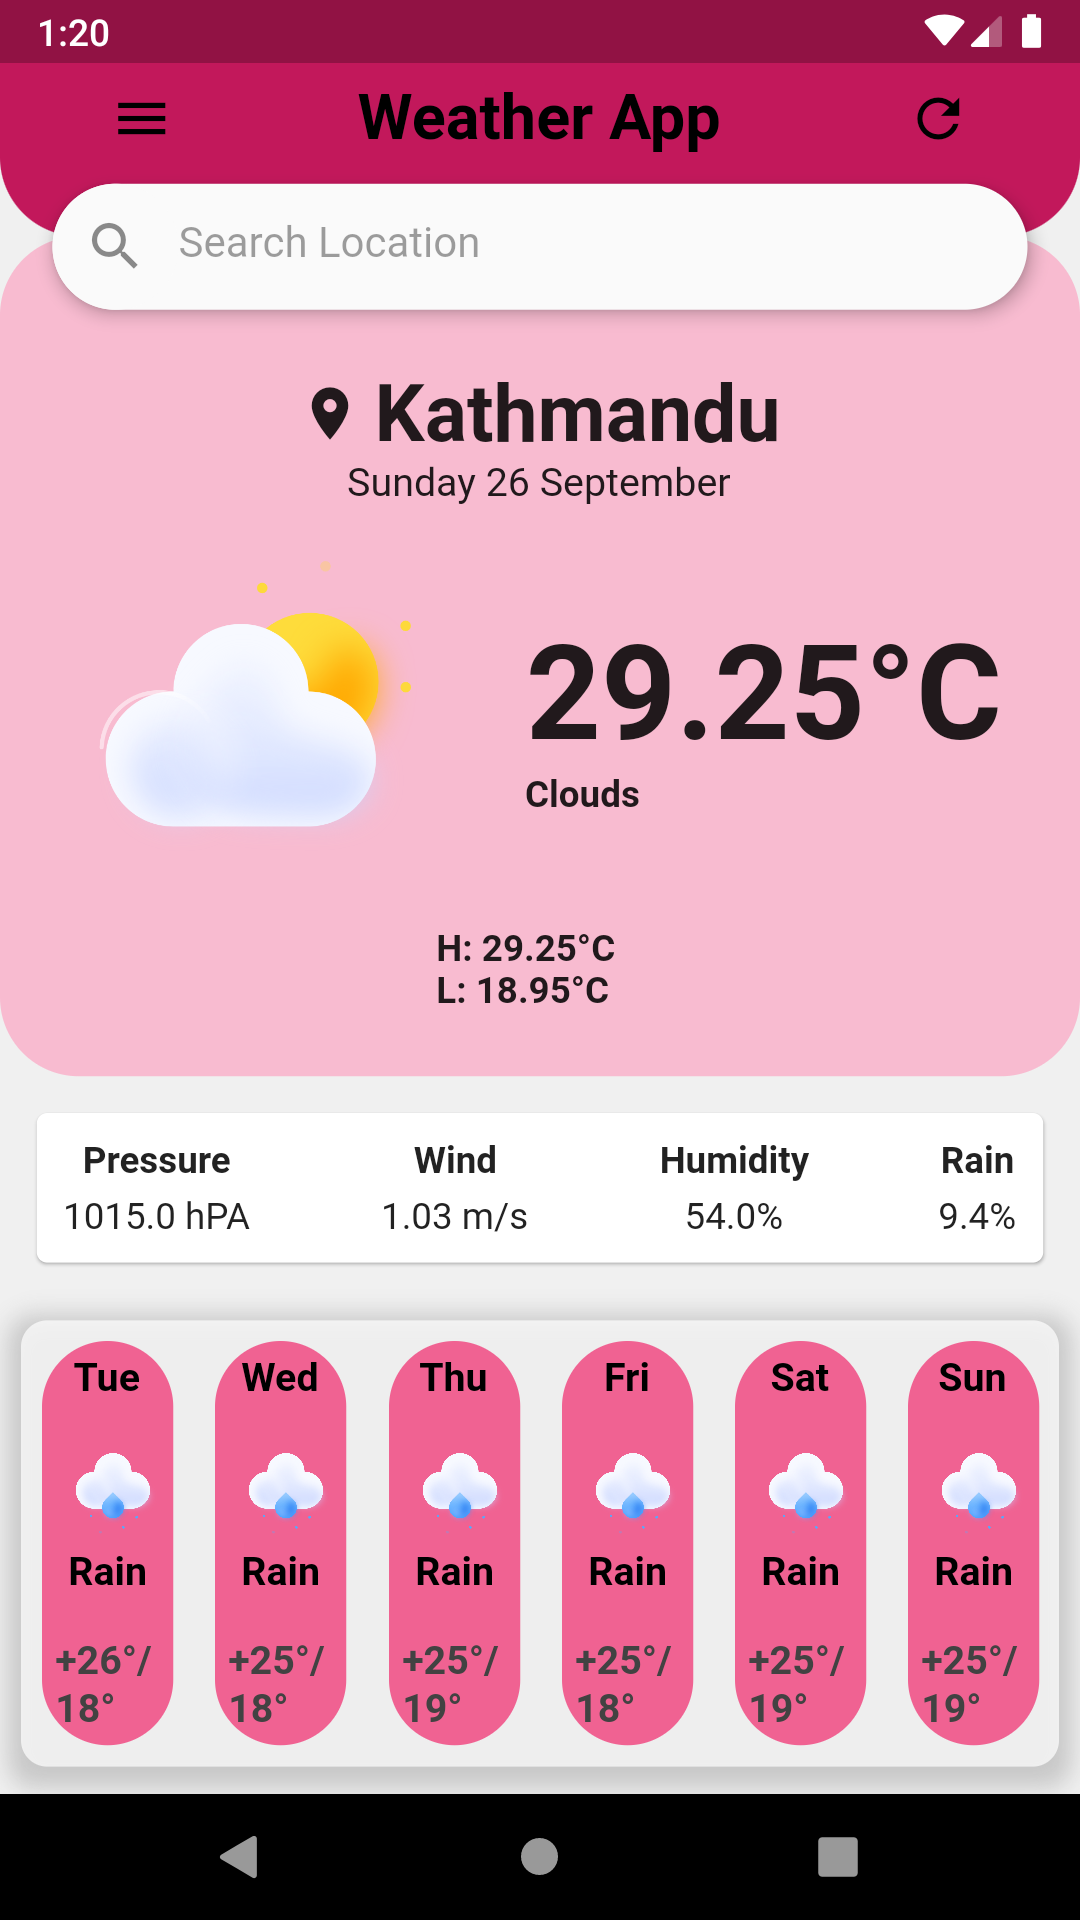 1:20
Weather App
Search Location
Kathmandu
Sunday 26 September
29.25°C
Clouds
H: 29.25°C
L: 18.95°C
Pressure Wind Humidity Rain
1015.0 hPA 1.03 m/s 54.0% 9.4%
Tue Wed Thu Fri Sat Sun
Rain Rain Rain Rain Rain Rain
+26°/ +25°/ +25°/ +25°/ +25°/ +25°/
18° 18° 19° 18° 19° 19°